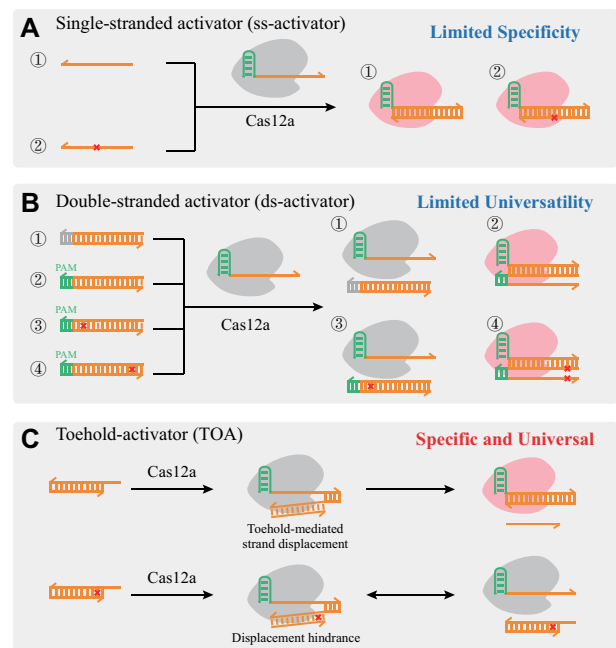 A Single-stranded activator (ss-activator)
Limited Specificity
①
②
Cas12a
①
②
B Double-stranded activator (ds-activator)
Limited Universatility
①
PAM
②
PAM
③
PAM
④
Cas12a
①
②
③
④
C Toehold-activator (TOA)
Specific and Universal
Cas12a
Toehold-mediated
strand displacement
Cas12a
Displacement hindrance